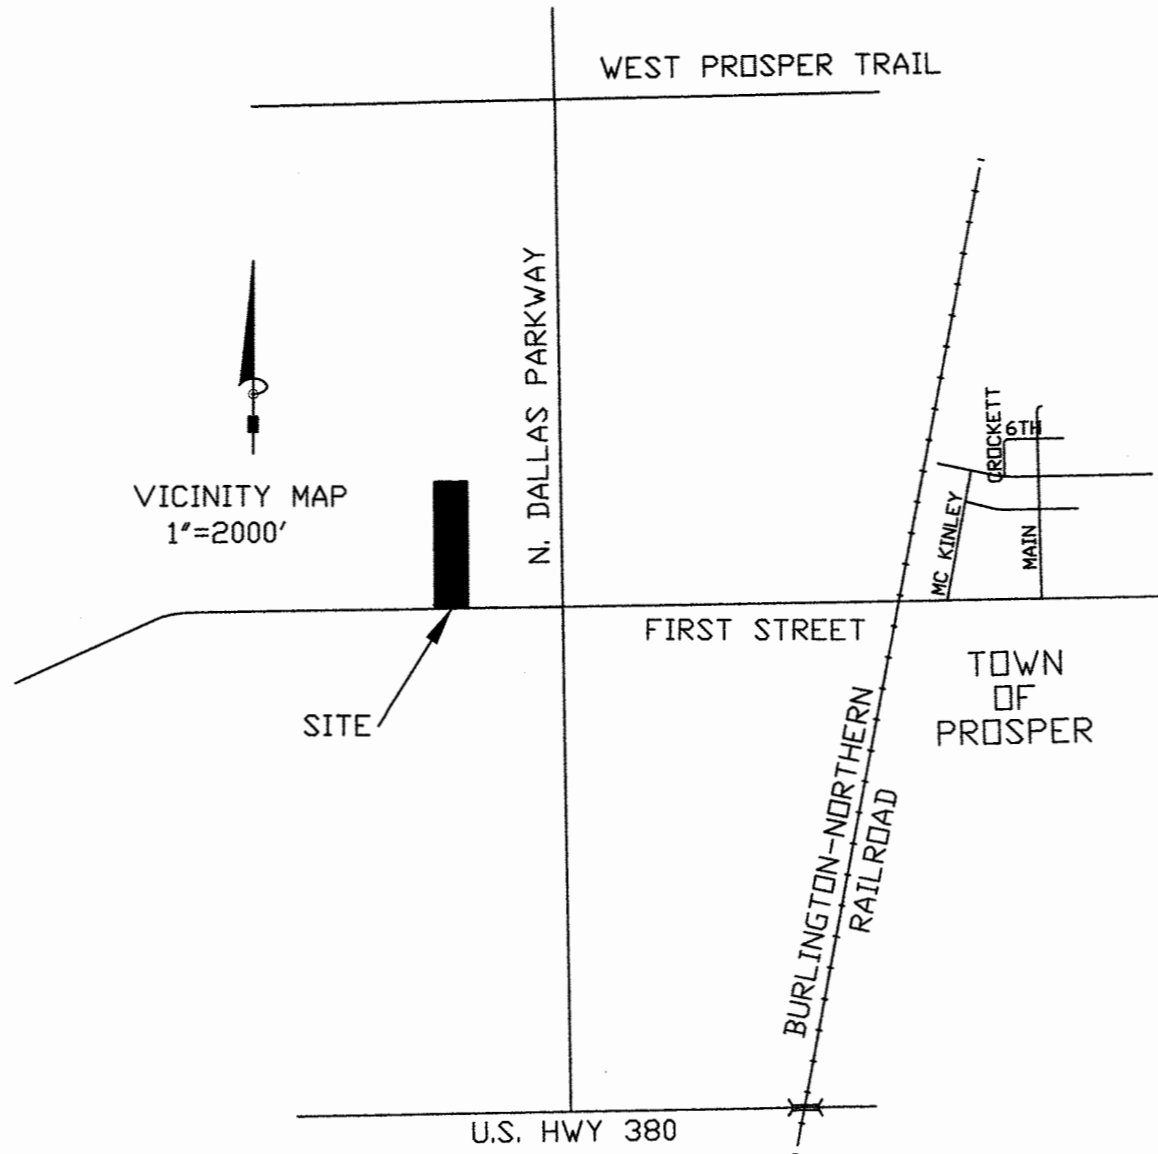 WEST PROSPER TRAIL
N. DALLAS PARKWAY
VICINITY MAP
1"=2000'
CROCKETT
6TH
MC KINLEY
MAIN
FIRST STREET
SITE
TOWN
OF
PROSPER
BURLINGTON-NORTHERN
RAILROAD
U.S. HWY 380